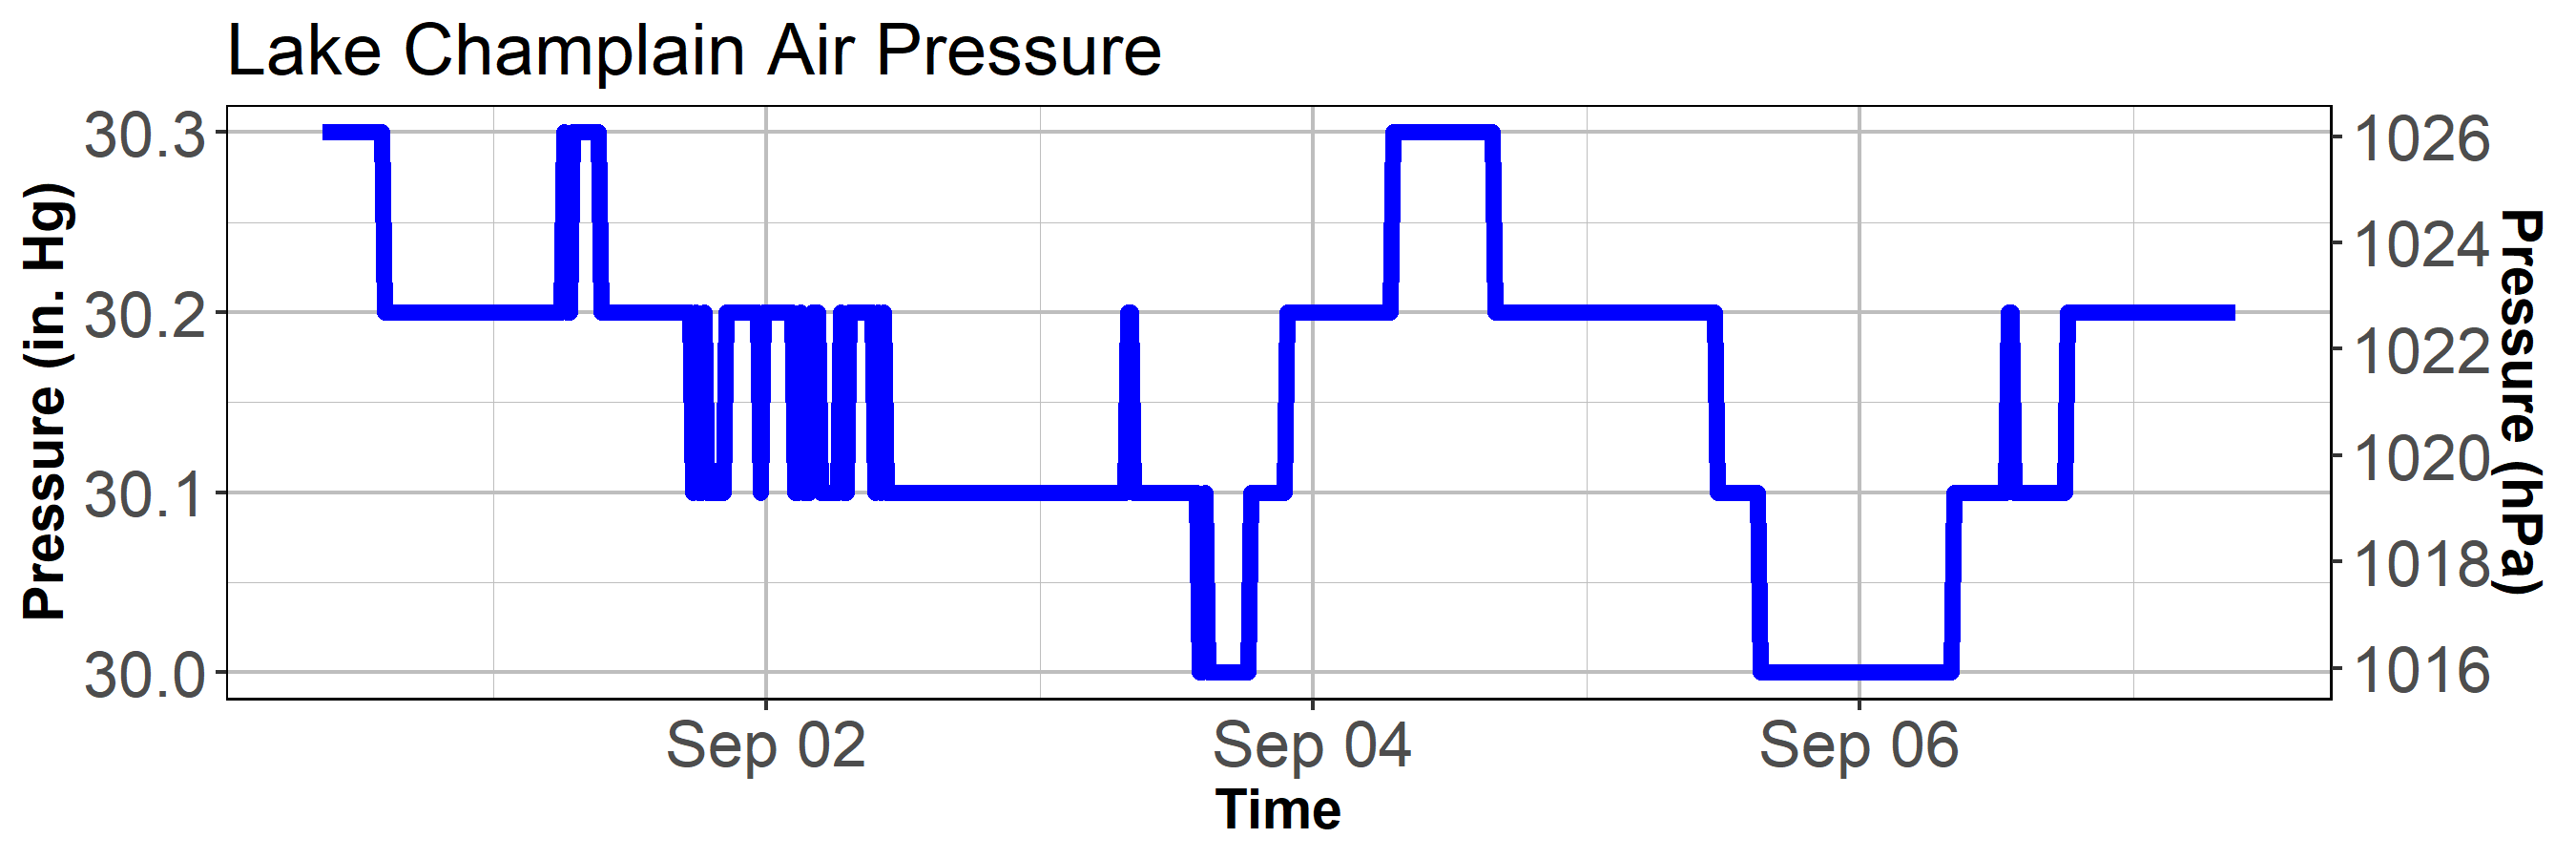 Lake Champlain Air Pressure
Pressure (in. Hg)
30.3
30.2
30.1
30.0
1026
1024
1022
1020
1018
1016
Pressure (hPa)
Sep 02 Sep 04 Sep 06
Time